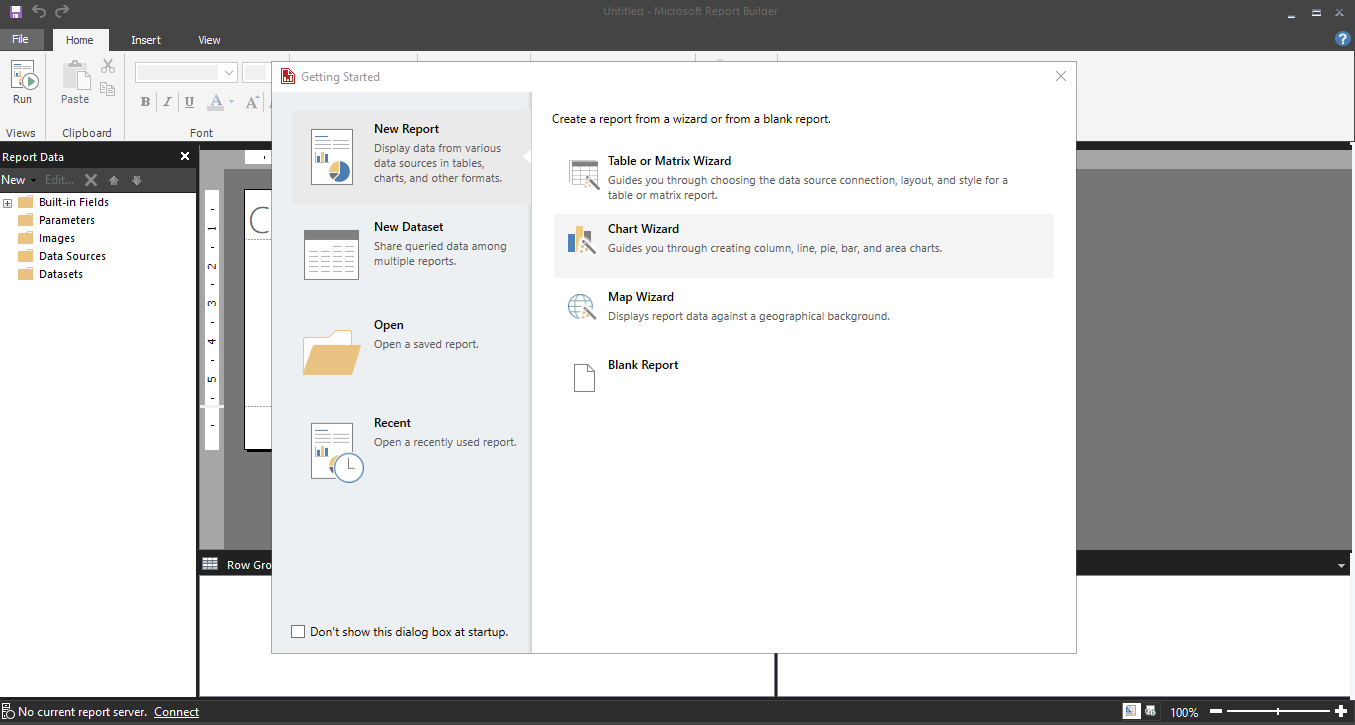 Untitled - Microsoft Report Builder
File
Home
Insert
View
Run
Paste
B
I
U
A
A
Views
Clipboard
Font
Report Data
New
Edit...
Built-in Fields
Parameters
Images
Data Sources
Datasets
1
2
3
4
5
Row Gro
Getting Started
New Report
Display data from various
data sources in tables,
charts, and other formats.
New Dataset
Share queried data among
multiple reports.
Open
Open a saved report.
Recent
Open a recently used report.
Don't show this dialog box at startup.
Create a report from a wizard or from a blank report.
Table or Matrix Wizard
Guides you through choosing the data source connection, layout, and style for a
table or matrix report.
Chart Wizard
Guides you through creating column, line, pie, bar, and area charts.
Map Wizard
Displays report data against a geographical background.
Blank Report
No current report server. Connect
100%